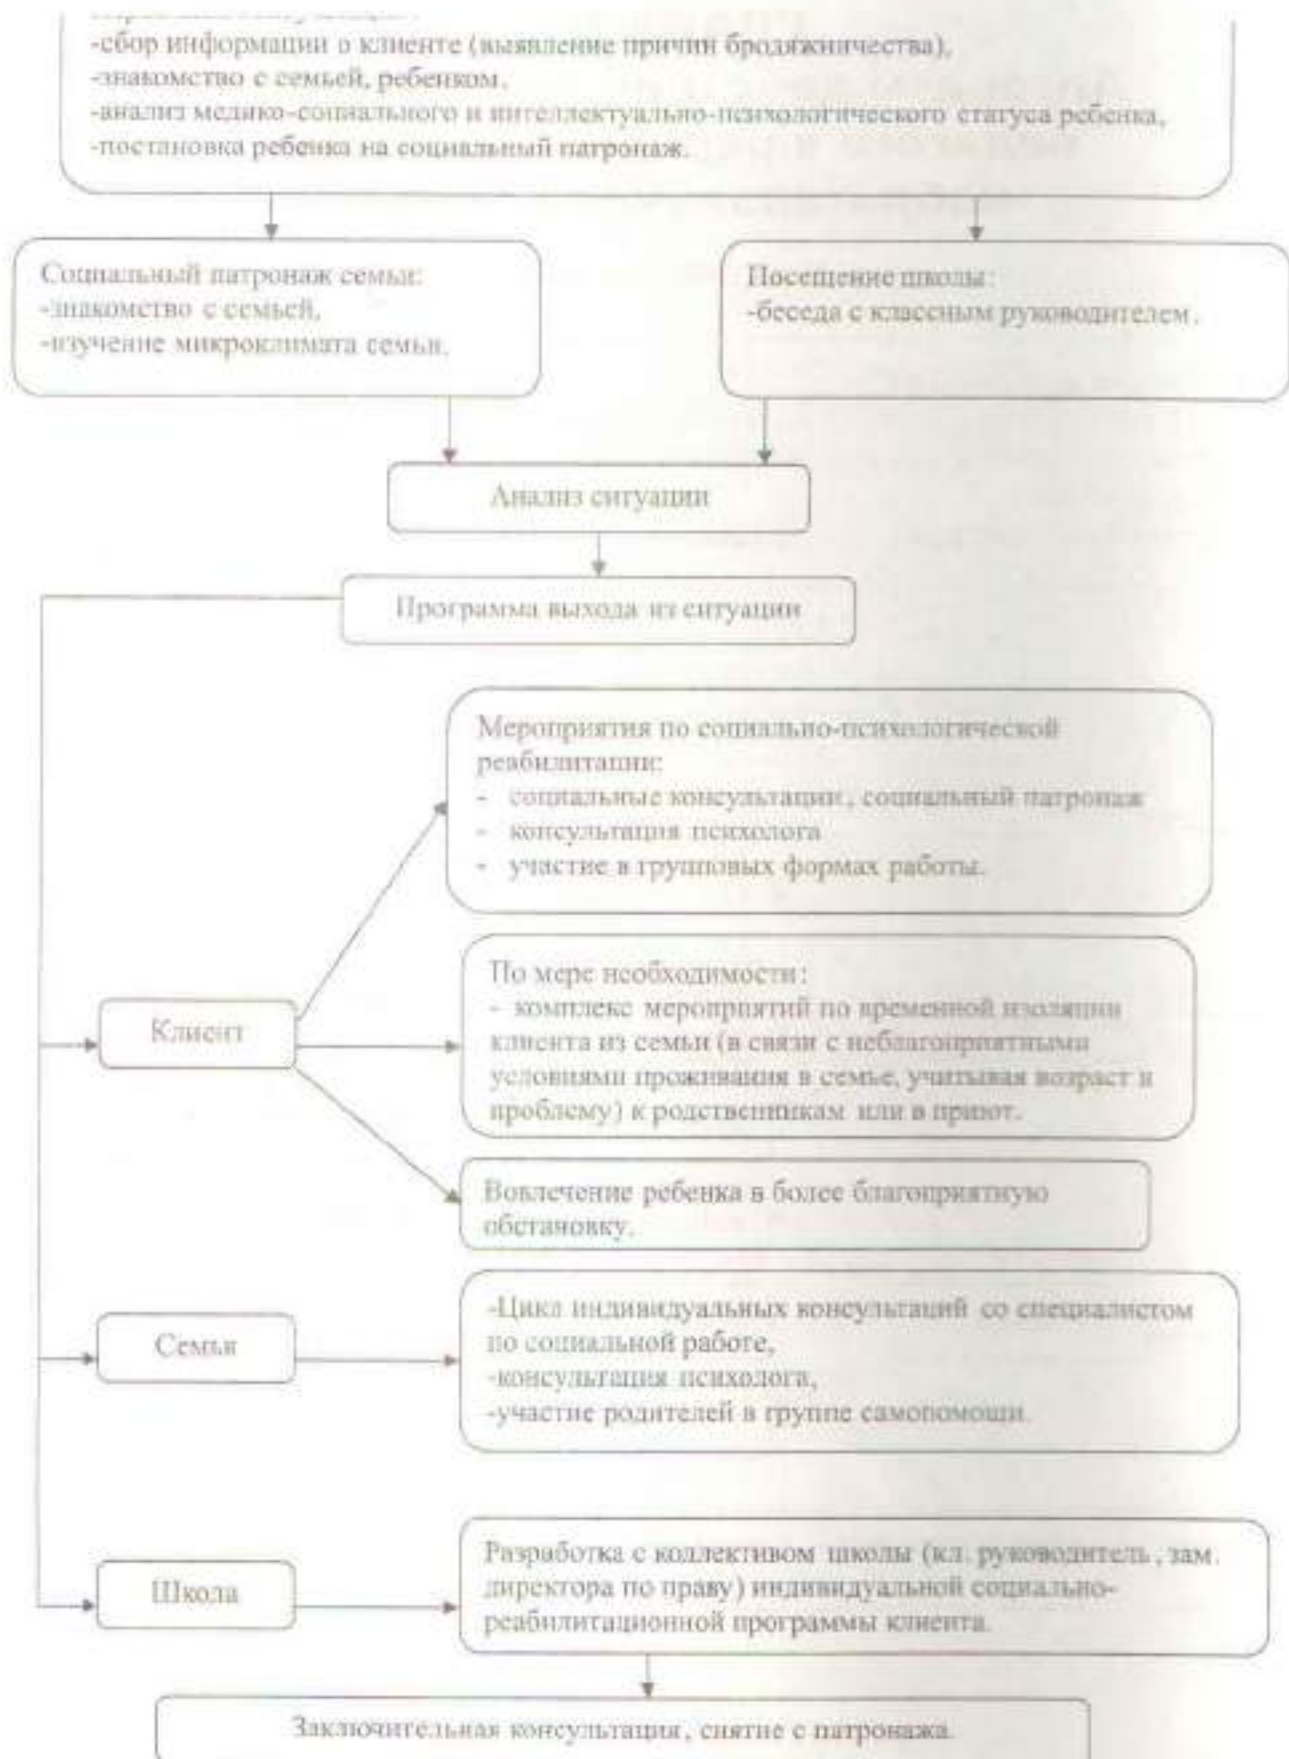 -сбор информации о клиенте (выявление причин бродяжничества),
-знакомство с семьей, ребенком,
-анализ медико-социального и интеллектуально-психологического статуса ребенка,
-постановка ребенка на социальный патронаж.
Социальный патронаж семьи:
-знакомство с семьей,
-изучение микроклимата семьи.
Посещение школы:
-беседа с классным руководителем.
Анализ ситуации
Программа выхода из ситуации
Мероприятия по социально-психологической
реабилитации:
- социальные консультации, социальный патронаж
- консультация психолога
- участие в групповых формах работы.
По мере необходимости:
- комплекс мероприятий по временной изоляции
клиента из семьи (в связи с неблагоприятными
условиями проживания в семье, учитывая возраст и
проблему) к родственникам или в приют.
Клиент
Вовлечение ребенка в более благоприятную
обстановку.
-Цикл индивидуальных консультаций со специалистом
по социальной работе,
-консультация психолога,
-участие родителей в группе самопомощи.
Семья
Разработка с коллективом школы (кл. руководитель, зам.
директора по праву) индивидуальной социально-
реабилитационной программы клиента.
Школа
Заключительная консультация, снятие с патронажа.